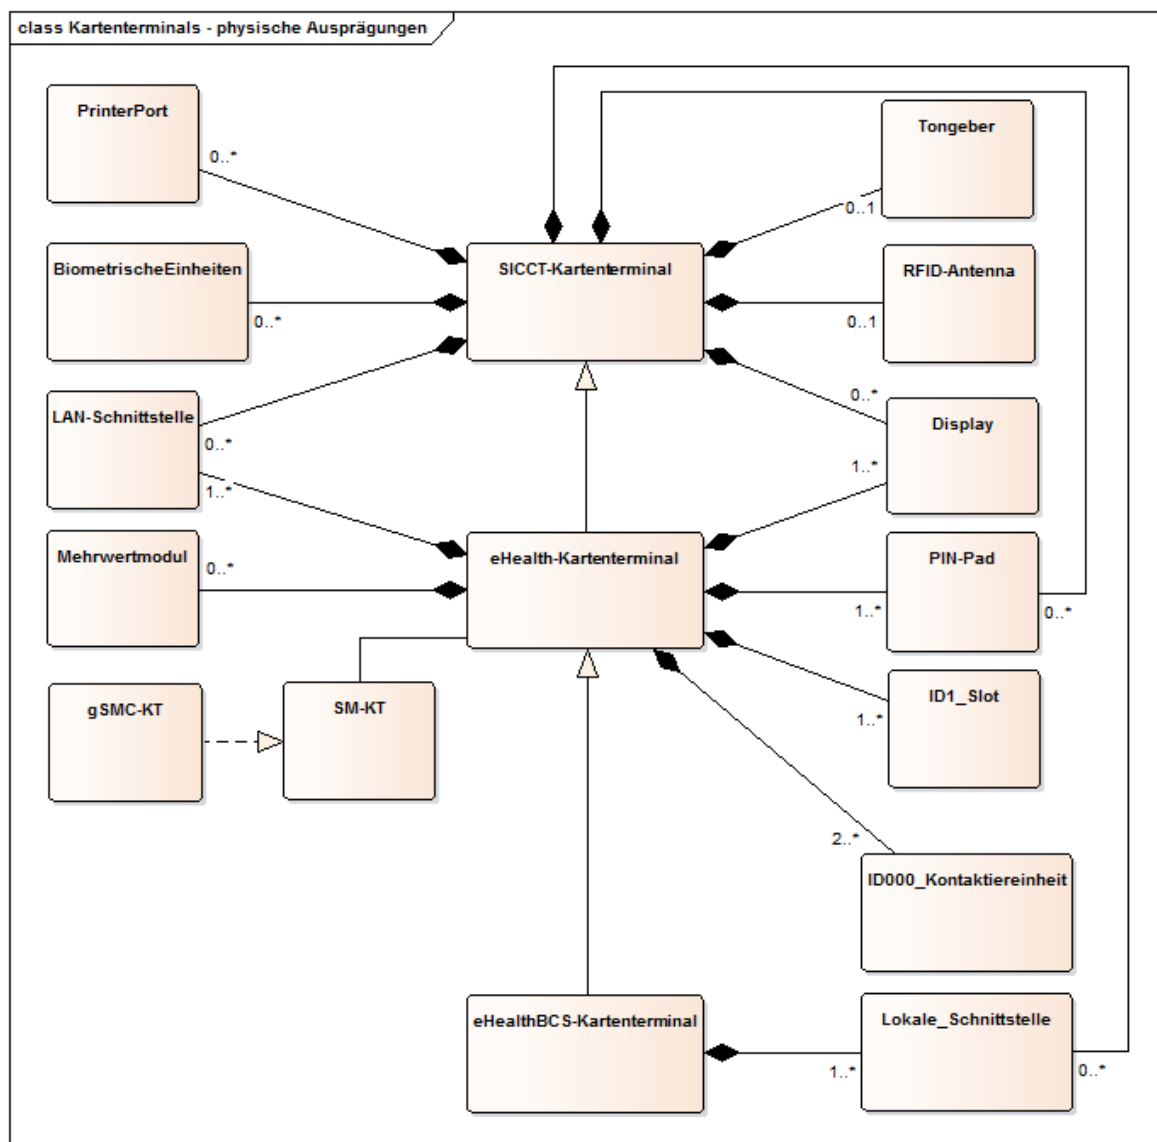 class Kartenterminals - physische Ausprägungen
PrinterPort
0..*
Tongeber
0..1
BiometrischeEinheiten
0..*
SICCT-Kartenterminal
RFID-Antenna
0..1
LAN-Schnittstelle
0..*
1..*
0..*
Display
1..*
Mehrwertmodul
0..*
eHealth-Kartenterminal
PIN-Pad
1..*
0..*
gSMC-KT
SM-KT
ID1_Slot
1..*
2..*
ID000_Kontaktiereinheit
eHealthBCS-Kartenterminal
Lokale_Schnittstelle
1..*
0..*